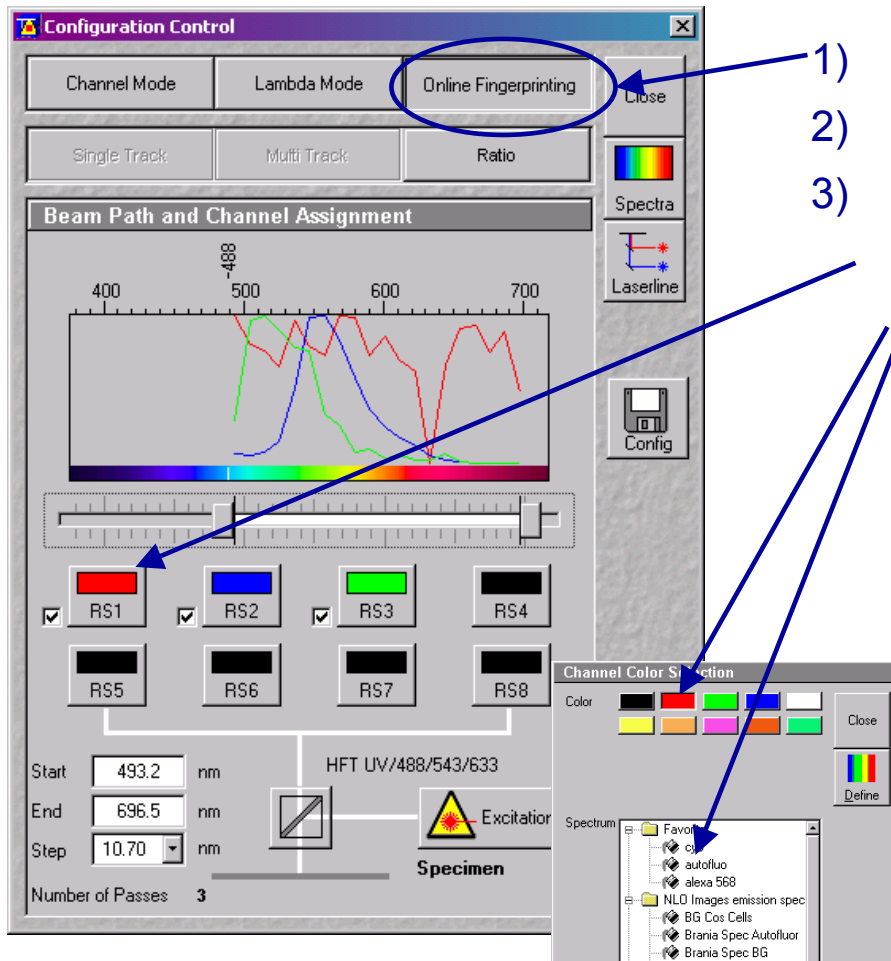 Configuration Control
Channel Mode Lambda Mode Online Fingerprinting Close
1)
2)
3)
Single Track Multi Track Ratio
Spectra
Laserline
Config
Beam Path and Channel Assignment
-488
400 500 600 700
RS1 RS2 RS3 RS4
RS5 RS6 RS7 RS8
Start 493.2 nm
End 696.5 nm
Step 10.70 nm
Number of Passes 3
HFT UV/488/543/633
Excitation
Specimen
Channel Color
Color
Close
Define
Spectrum
autofluo
alexa 568
NLO Images emission spec
BG Cos Cells
Brania Spec Autofluor
Brania Spec BG